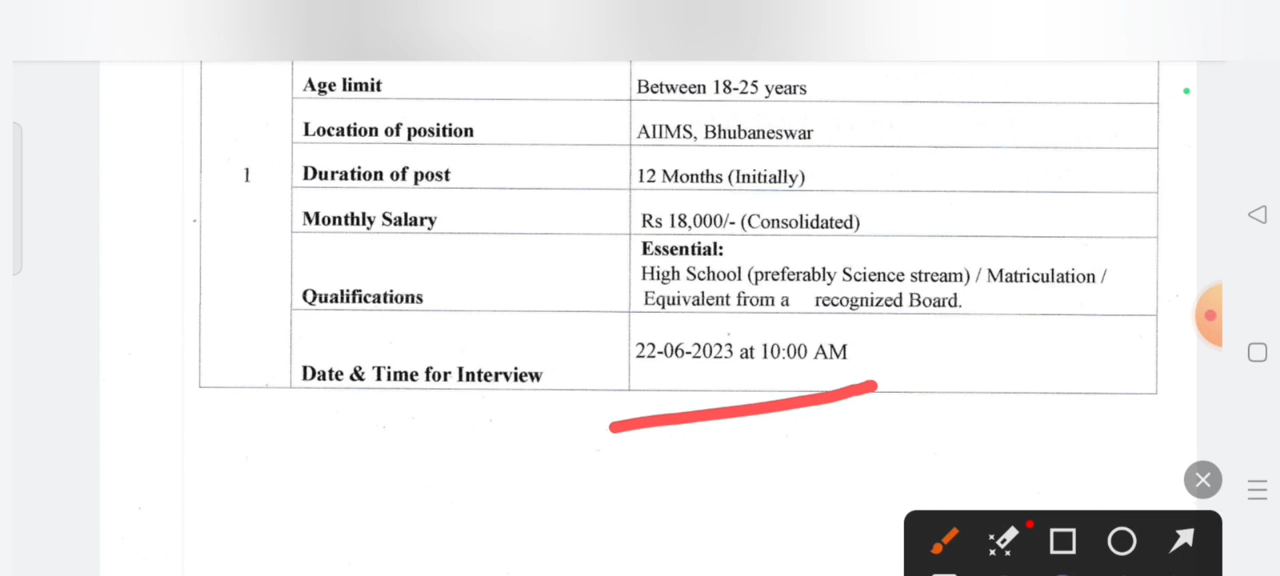 Age limit Between 18-25 years
Location of position AIIMS, Bhubaneswar
1 Duration of post 12 Months (Initially)
Monthly Salary Rs 18,000/- (Consolidated)
Essential:
High School (preferably Science stream) / Matriculation /
Qualifications Equivalent from a recognized Board.
22-06-2023 at 10:00 AM
Date & Time for Interview